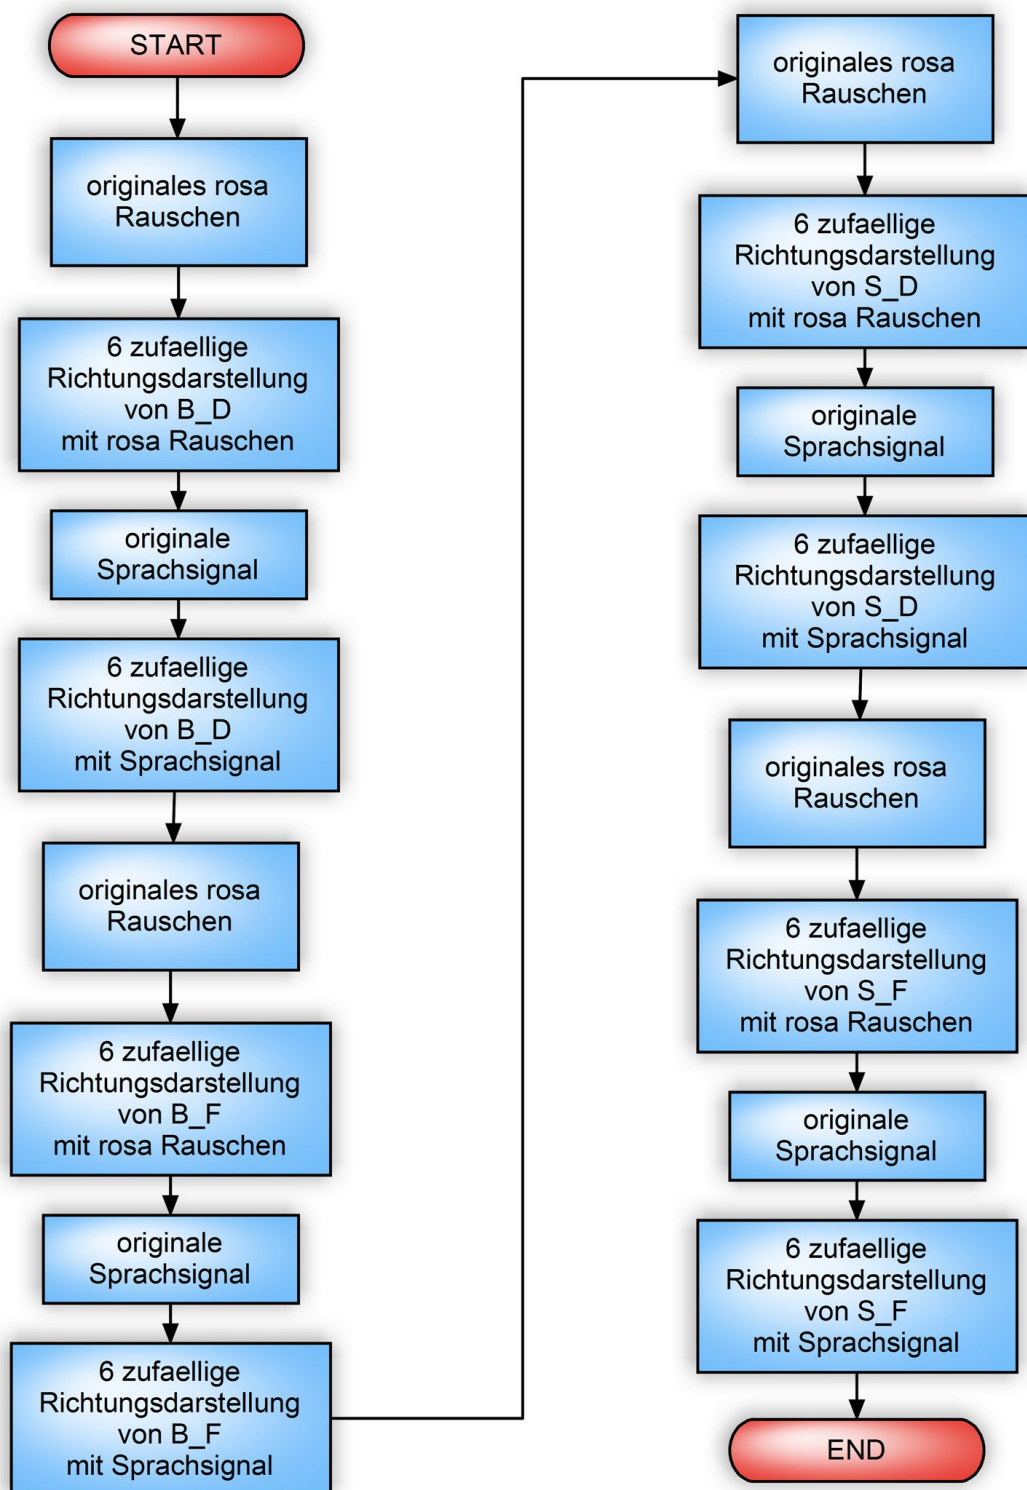 START
originales rosa
Rauschen
6 zufaellige
Richtungsdarstellung
von B_D
mit rosa Rauschen
originale
Sprachsignal
6 zufaellige
Richtungsdarstellung
von B_D
mit Sprachsignal
originales rosa
Rauschen
6 zufaellige
Richtungsdarstellung
von B_F
mit rosa Rauschen
originale
Sprachsignal
6 zufaellige
Richtungsdarstellung
von B_F
mit Sprachsignal
originales rosa
Rauschen
6 zufaellige
Richtungsdarstellung
von S_D
mit rosa Rauschen
originale
Sprachsignal
6 zufaellige
Richtungsdarstellung
von S_D
mit Sprachsignal
originales rosa
Rauschen
6 zufaellige
Richtungsdarstellung
von S_F
mit rosa Rauschen
originale
Sprachsignal
6 zufaellige
Richtungsdarstellung
von S_F
mit Sprachsignal
END